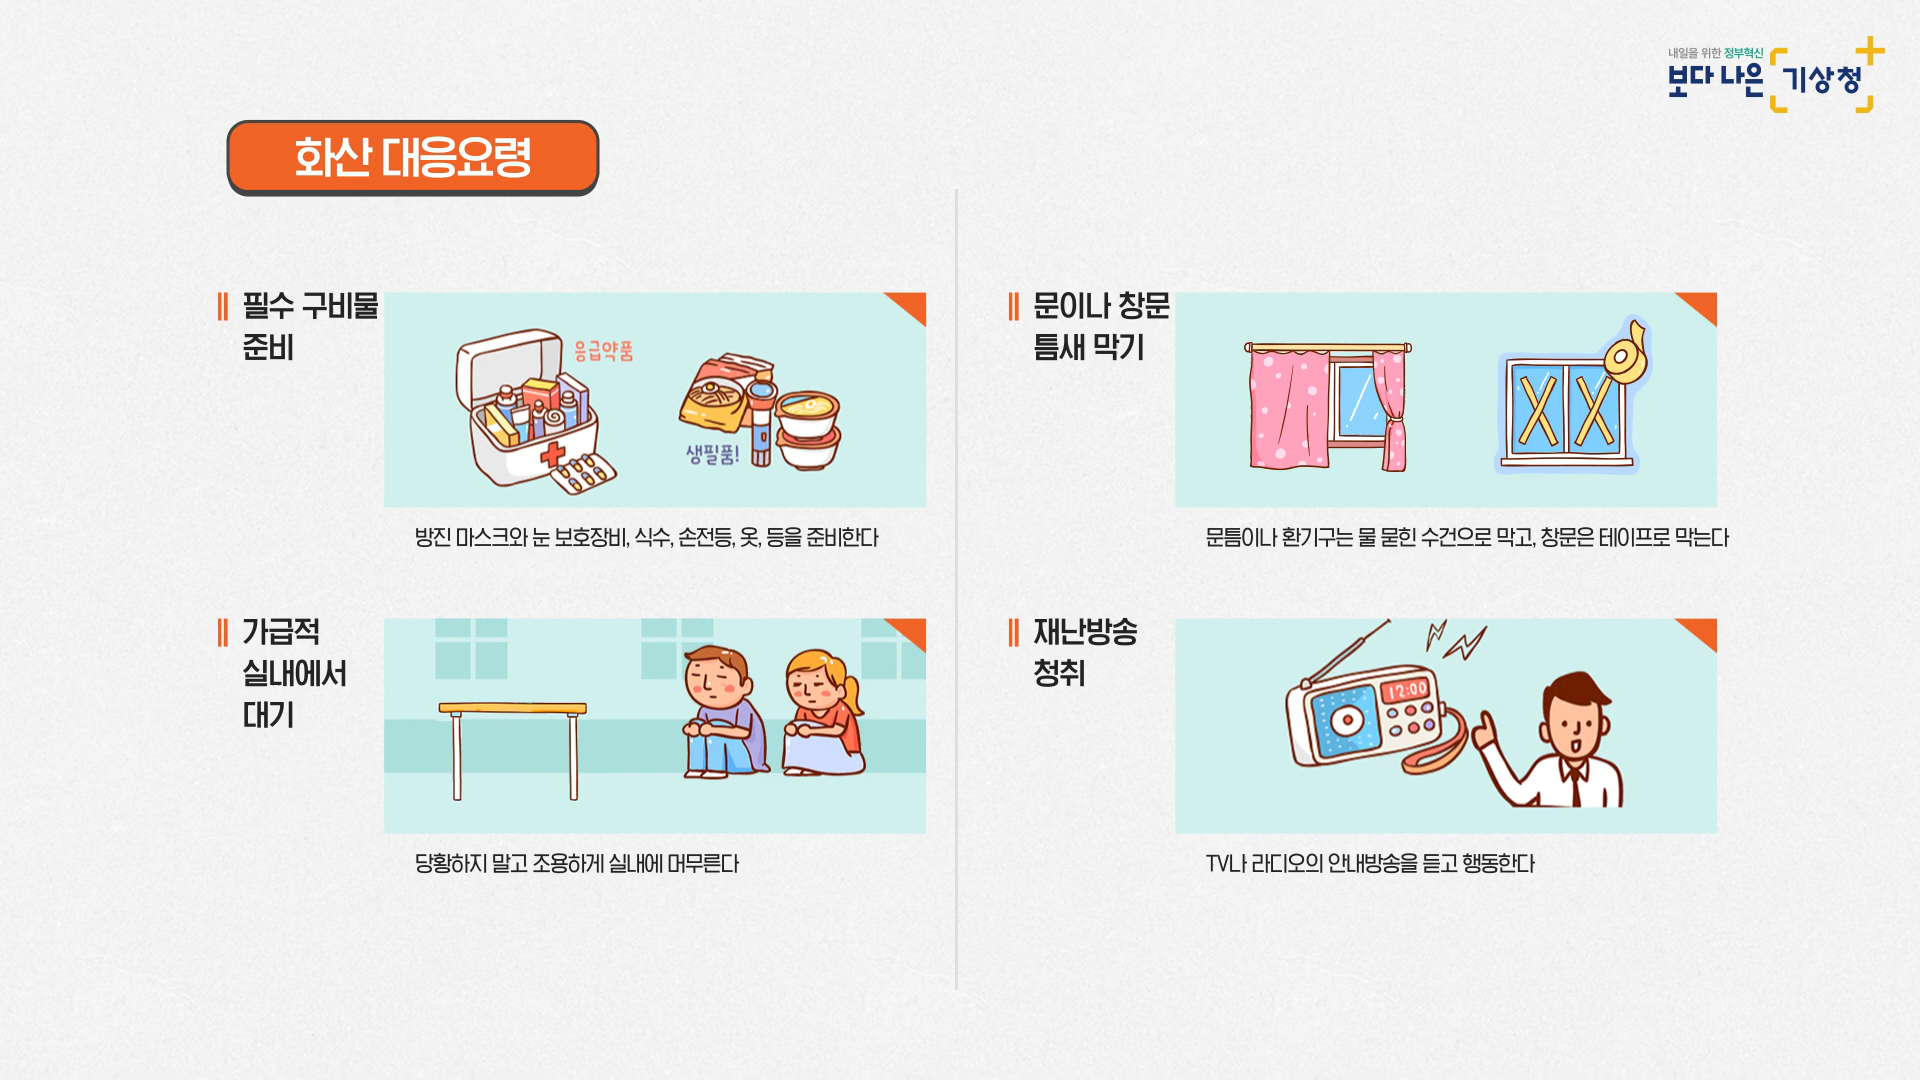 내일을 위한 정부혁신
보다 나은 기상청
화산 대응요령
필수 구비물
준비
응급약품
생필품!
방진 마스크와 눈 보호장비, 식수, 손전등, 옷, 등을 준비한다
가급적
실내에서
대기
당황하지 말고 조용하게 실내에 머무른다
문이나 창문
틈새 막기
문틈이나 환기구는 물 묻힌 수건으로 막고, 창문은 테이프로 막는다
재난방송
청취
12:00
TV나 라디오의 안내방송을 듣고 행동한다